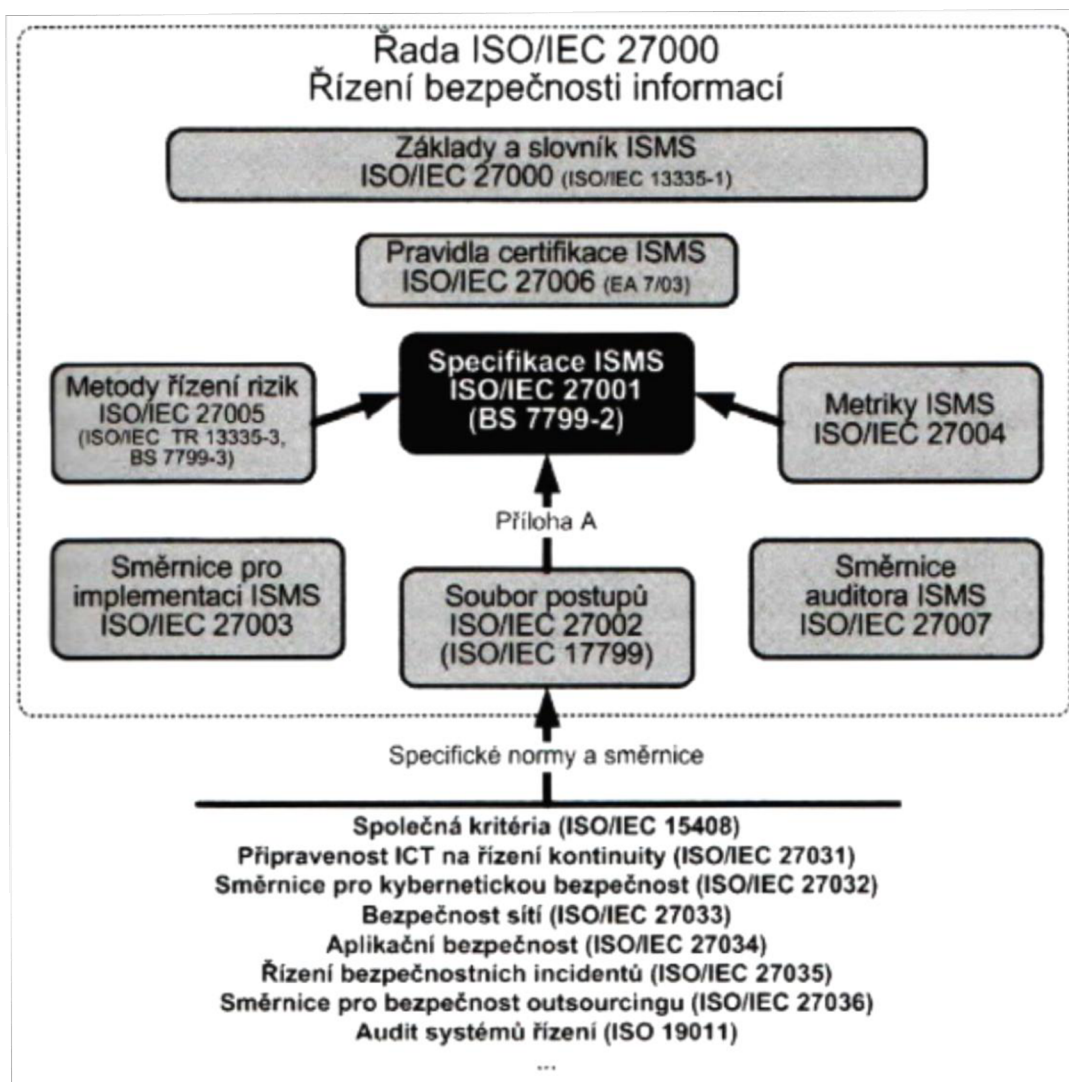 Řada ISO/IEC 27000
Řízení bezpečnosti informací
Základy a slovník ISMS
ISO/IEC 27000 (ISO/IEC 13335-1)
Pravidla certifikace ISMS
ISO/IEC 27006 (EA 7/03)
Metody řízení rizik
ISO/IEC 27005
(ISO/IEC TR 13335-3,
BS 7799-3)
Specifikace ISMS
ISO/IEC 27001
(BS 7799-2)
Metriky ISMS
ISO/IEC 27004
Příloha A
Směrnice pro
implementaci ISMS
ISO/IEC 27003
Soubor postupů
ISO/IEC 27002
(ISO/IEC 17799)
Směrnice
auditora ISMS
ISO/IEC 27007
Specifické normy a směrnice
Společná kritéria (ISO/IEC 15408)
Připravenost ICT na řízení kontinuity (ISO/IEC 27031)
Směrnice pro kybernetickou bezpečnost (ISO/IEC 27032)
Bezpečnost sítí (ISO/IEC 27033)
Aplikační bezpečnost (ISO/IEC 27034)
Řízení bezpečnostních incidentů (ISO/IEC 27035)
Směrnice pro bezpečnost outsourcingu (ISO/IEC 27036)
Audit systémů řízení (ISO 19011)
...